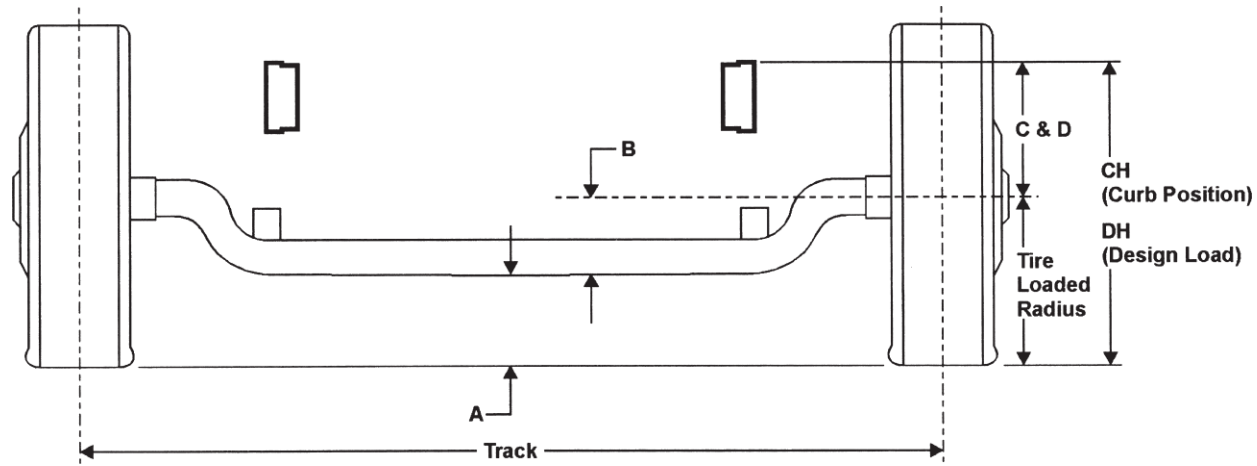 B
C & D
CH
(Curb Position)
DH
(Design Load)
Tire
Loaded
Radius
A
Track